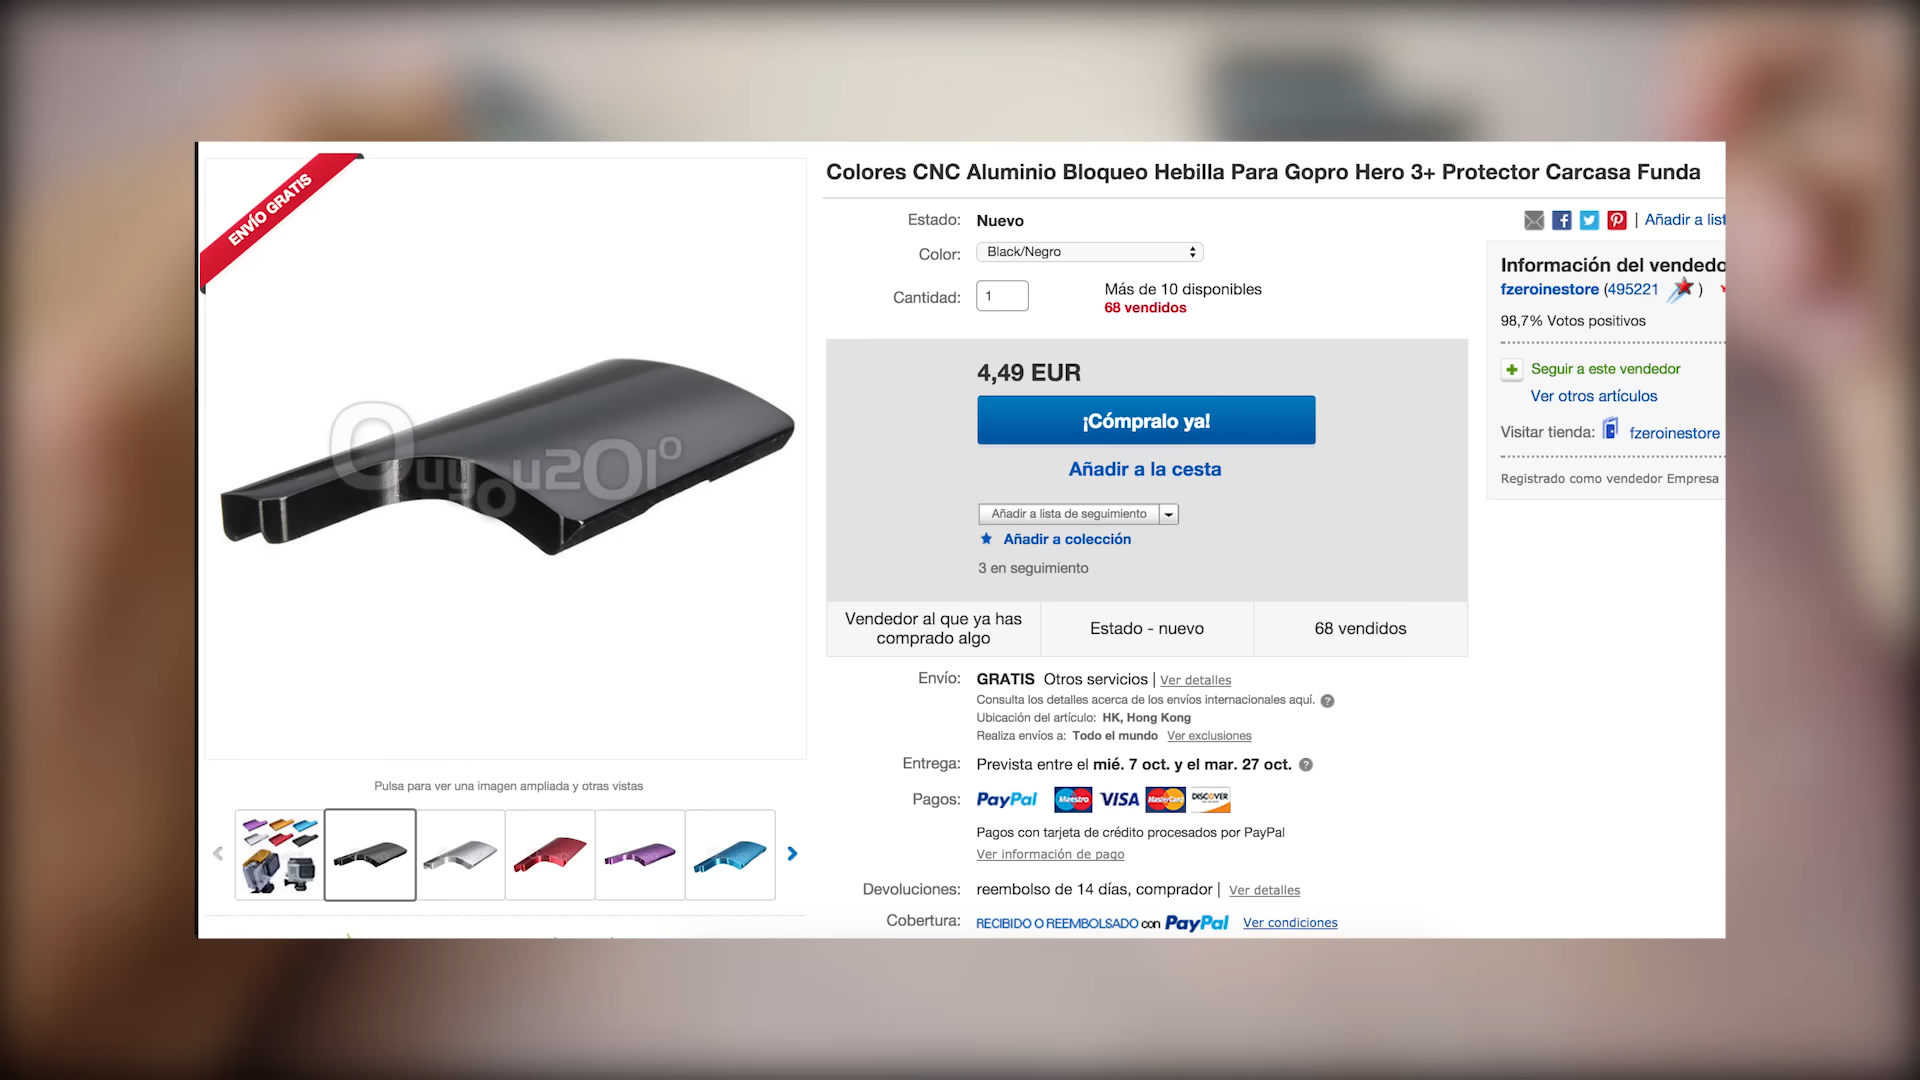 ENVÍO GRATIS
Ouyou2010
Pulsa para ver una imagen ampliada y otras vistas
Colores CNC Aluminio Bloqueo Hebilla Para Gopro Hero 3+ Protector Carcasa Funda
Estado: Nuevo
Color: Black/Negro
Cantidad: 1
Más de 10 disponibles
68 vendidos
4,49 EUR
¡Cómpralo ya!
Añadir a la cesta
Añadir a lista de seguimiento
Añadir a colección
3 en seguimiento
Vendedor al que ya has
comprado algo
Estado - nuevo
68 vendidos
Envío: GRATIS Otros servicios | Ver detalles
Consulta los detalles acerca de los envíos internacionales aquí. ?
Ubicación del artículo: HK, Hong Kong
Realiza envíos a: Todo el mundo Ver exclusiones
Entrega: Prevista entre el mié. 7 oct. y el mar. 27 oct. ?
Pagos: PayPal Maestro VISA MasterCard DISCOVER
Pagos con tarjeta de crédito procesados por PayPal
Ver información de pago
Devoluciones: reembolso de 14 días, comprador | Ver detalles
Cobertura: RECIBIDO O REEMBOLSADO con PayPal Ver condiciones
| Añadir a list
Información del vendedo
fzeroinestore (495221 )
98,7% Votos positivos
Seguir a este vendedor
Ver otros artículos
Visitar tienda: fzeroinestore
Registrado como vendedor Empresa